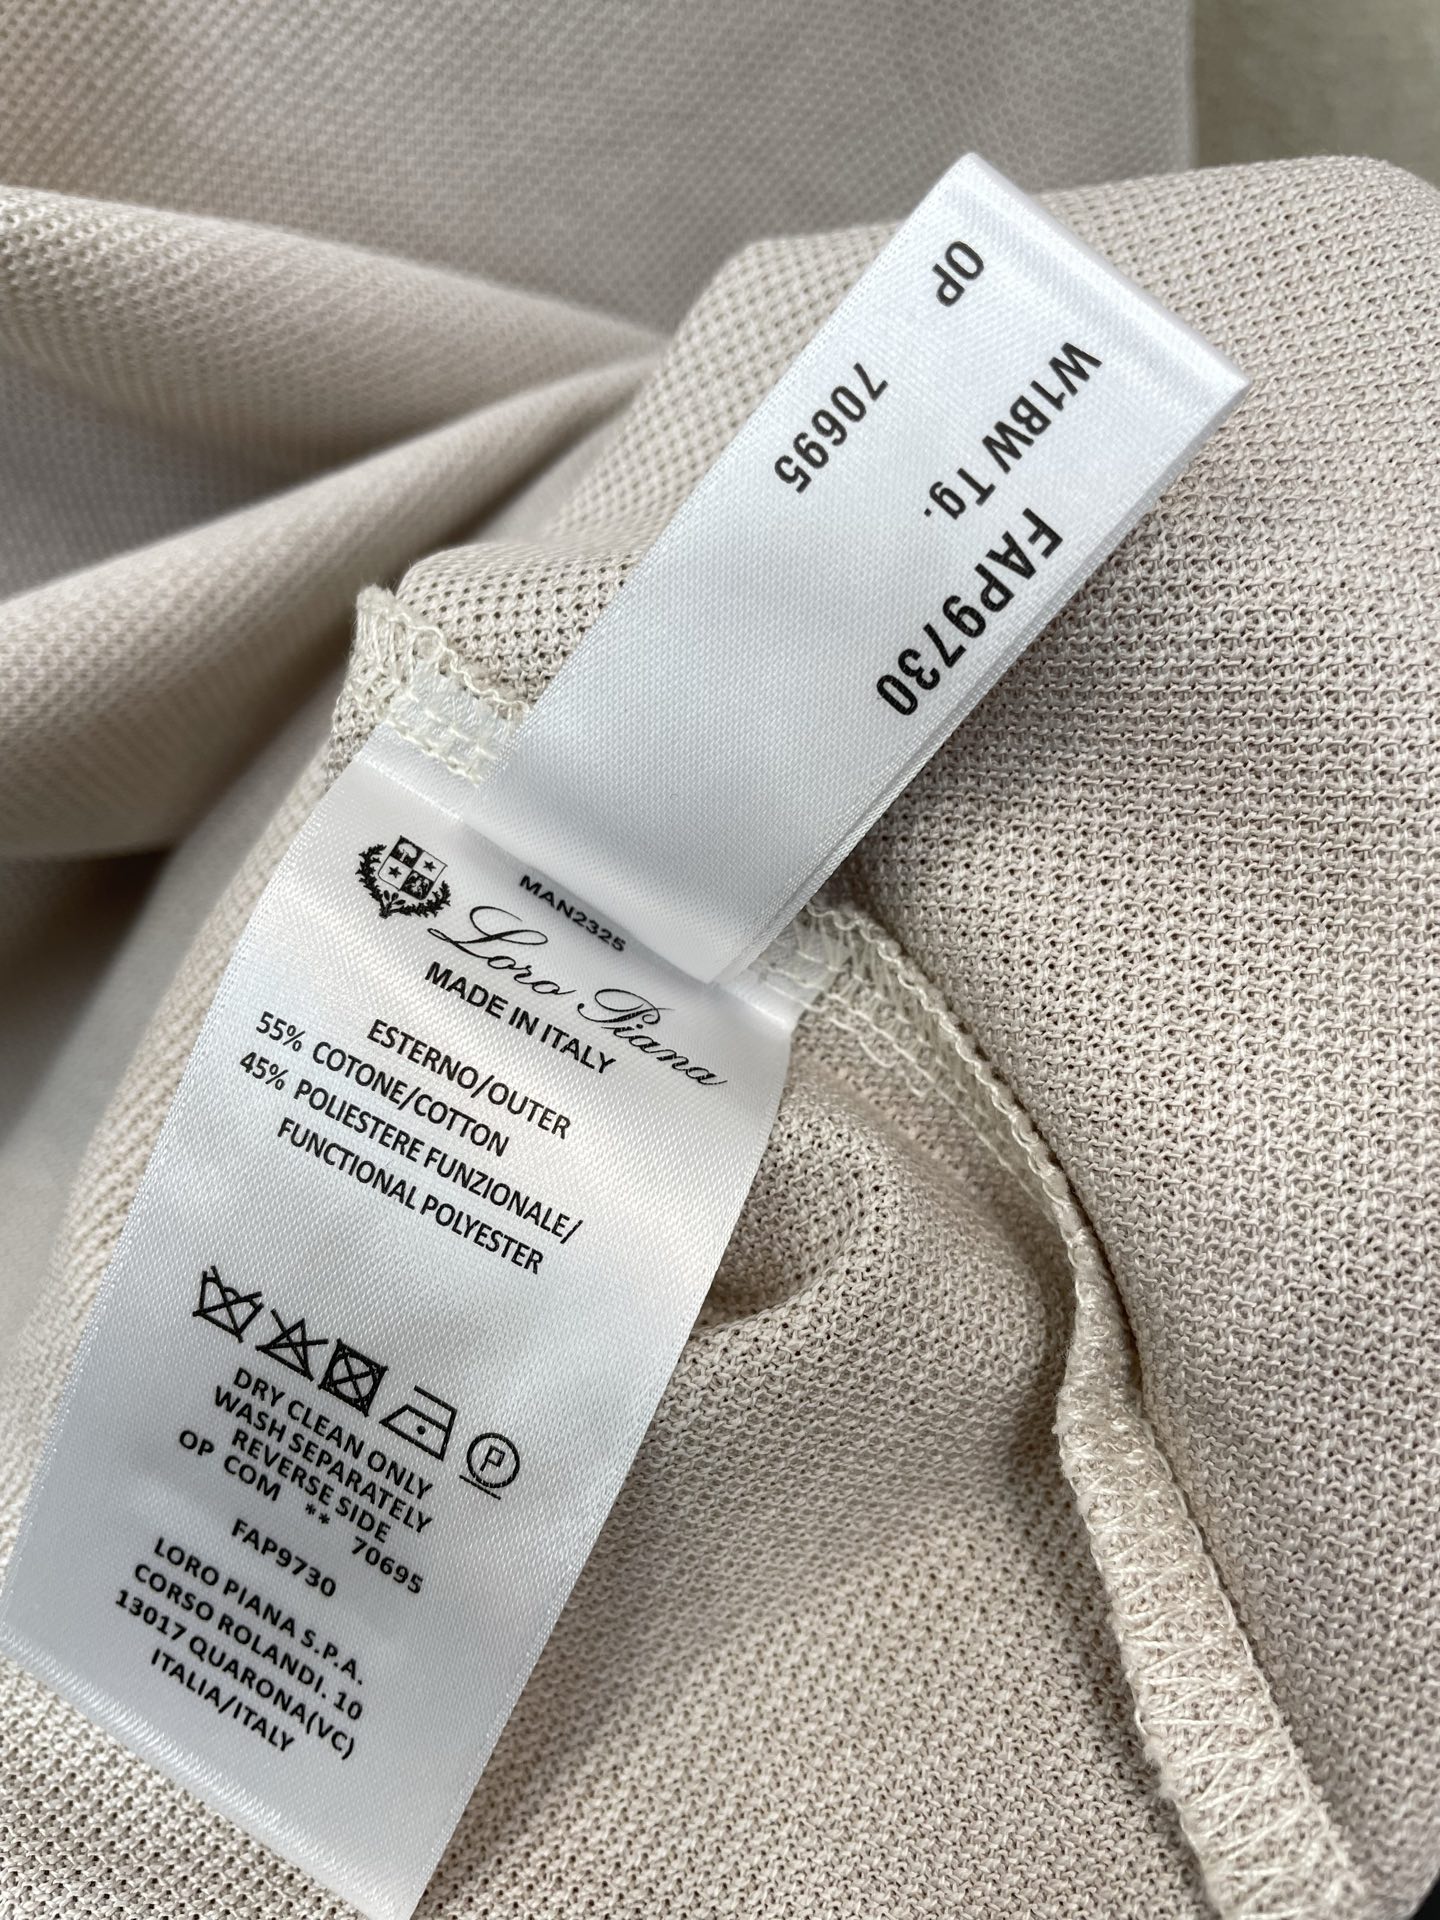 OP
70695
W1BW Tg.
FAP9730
MAN2325
Loro Piana
MADE IN ITALY
ESTERNO/OUTER
55% COTONE/COTTON
45% POLIESTERE FUNZIONALE/
FUNCTIONAL POLYESTER
P
DRY CLEAN ONLY
WASH SEPARATELY
REVERSE SIDE
OP COM ** 70695
FAP9730
LORO PIANA S.P.A.
CORSO ROLANDI. 10
13017 QUARONA(VC)
ITALIA/ITALY